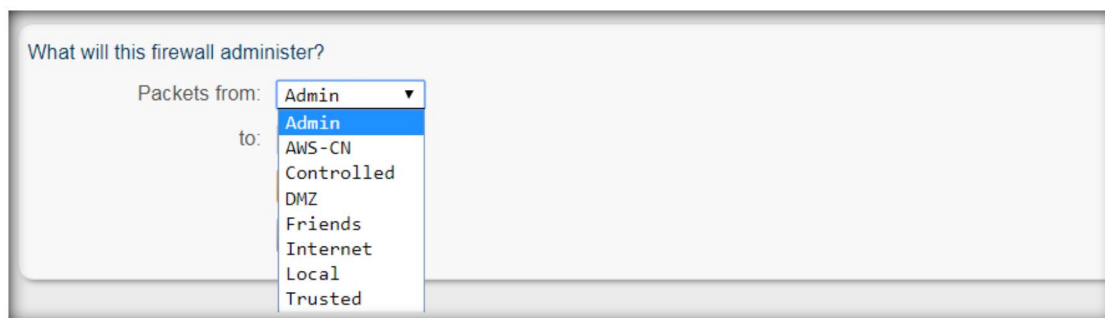 What will this firewall administer?
Packets from: Admin ▼
Admin
to:
AWS-CN
Controlled
DMZ
Friends
Internet
Local
Trusted